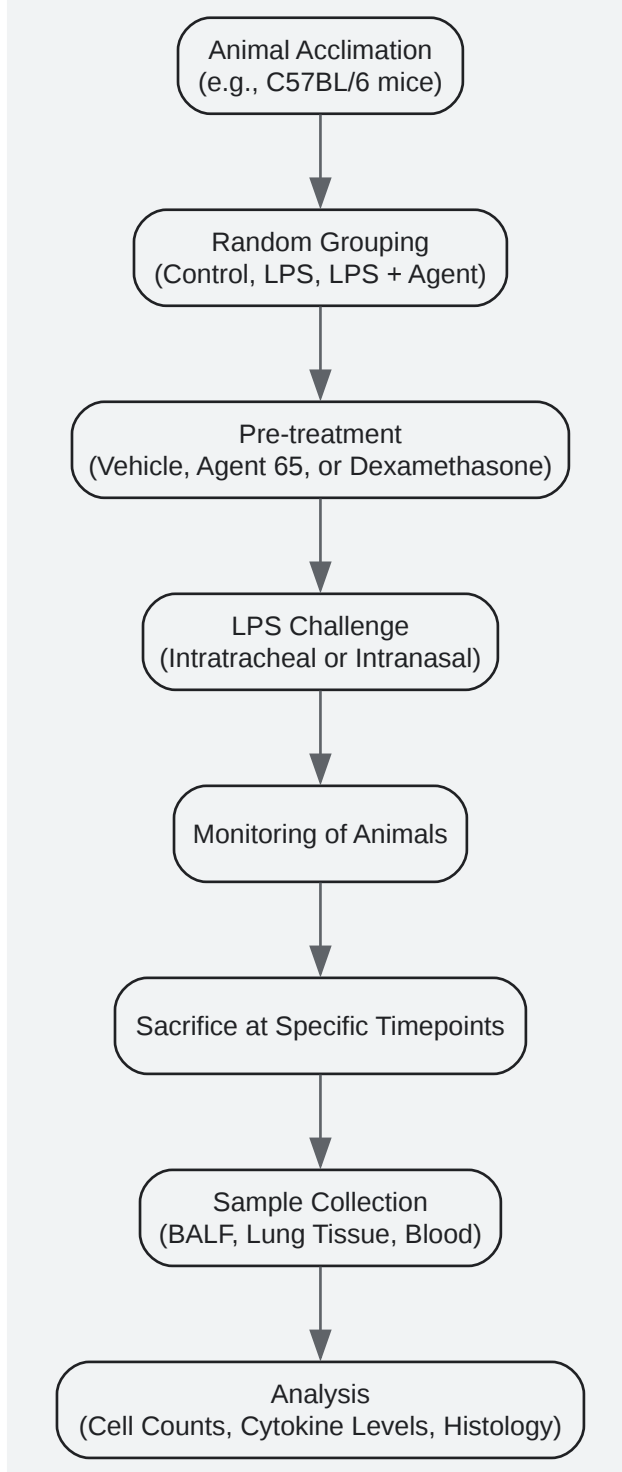 Animal Acclimation
(e.g., C57BL/6 mice)
Random Grouping
(Control, LPS, LPS + Agent)
Pre-treatment
(Vehicle, Agent 65, or Dexamethasone)
LPS Challenge
(Intratracheal or Intranasal)
Monitoring of Animals
Sacrifice at Specific Timepoints
Sample Collection
(BALF, Lung Tissue, Blood)
Analysis
(Cell Counts, Cytokine Levels, Histology)